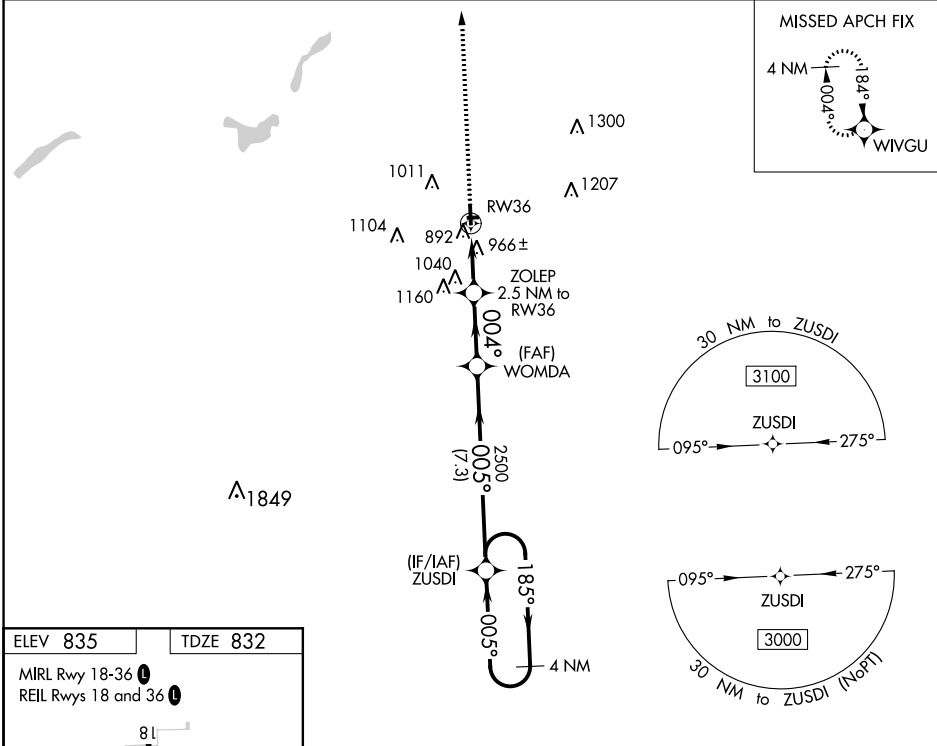 MISSED APCH FIX
4 NM
184°
004°
WIVGU
1300
1011
1207
RW36
1104
892
966±
1040
1160
ZOLEP
2.5 NM to
RW36
004°
(FAF)
WOMDA
30 NM to ZUSDI
3100
ZUSDI
095°
275°
2500
005°
(7.3)
1849
(IF/IAF)
ZUSDI
185°
005°
4 NM
095°
275°
ZUSDI
3000
30 NM to ZUSDI (NoPT)
ELEV 835
TDZE 832
MIRL Rwy 18-36 L
REIL Rwys 18 and 36 L
18